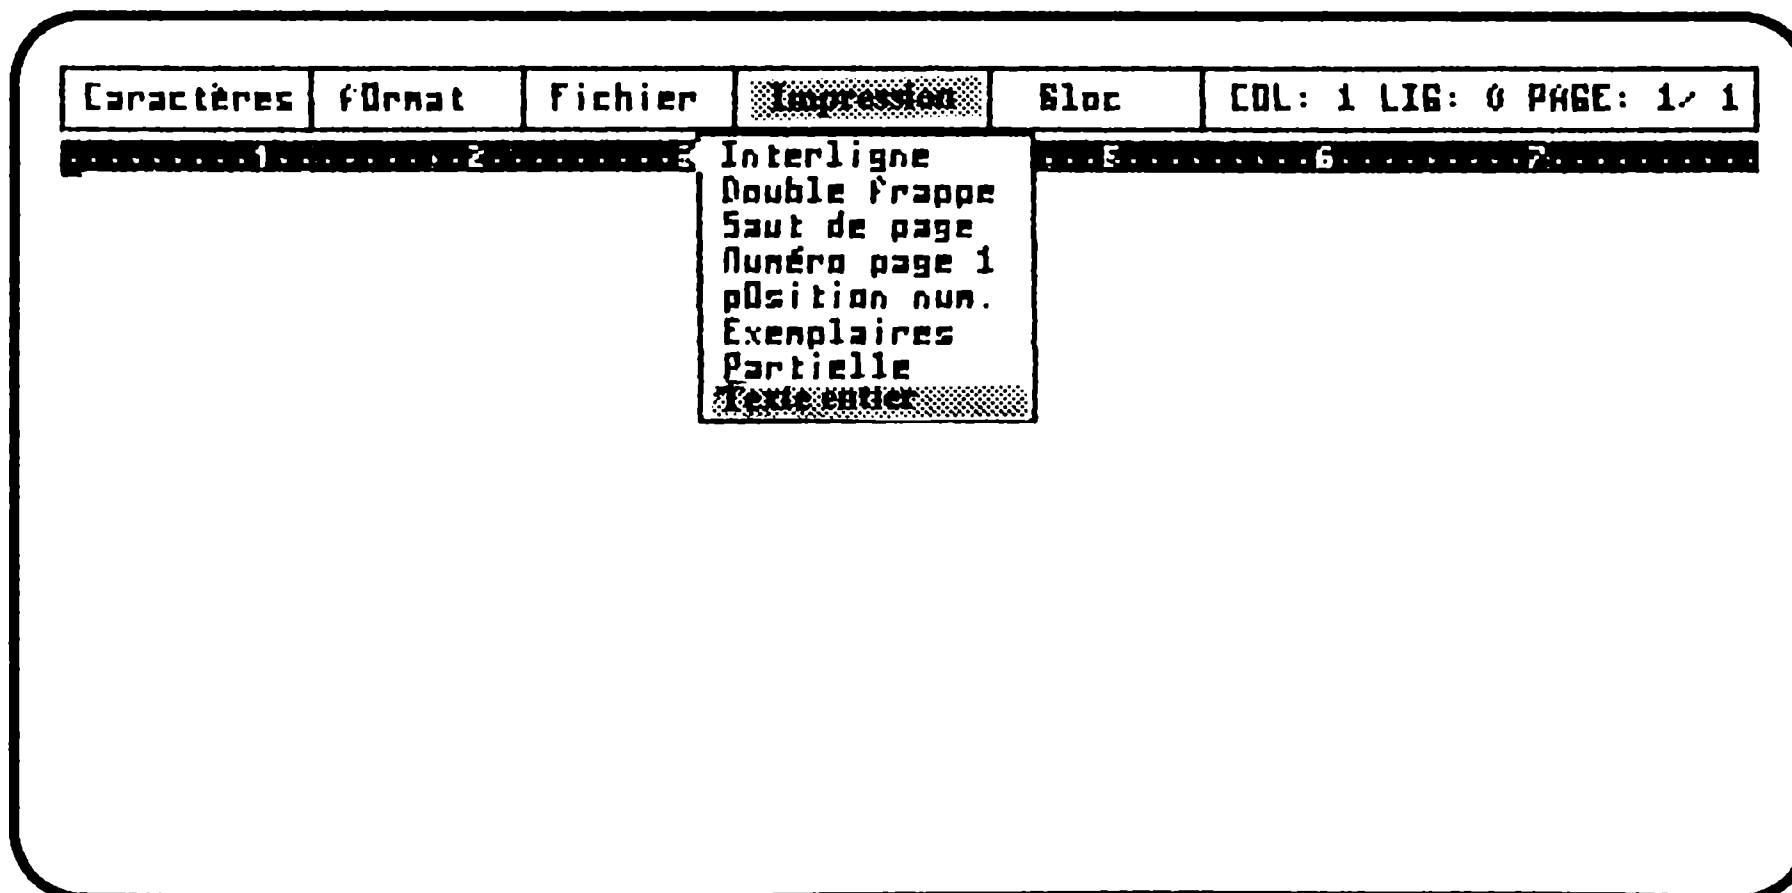 Caractères fOrmat Fichier Impression Bloc COL: 1 LIG: 0 PAGE: 1/ 1
1 2 3 5 6 7
Interligne
Double frappe
Saut de page
Numéro page 1
pOsition num.
Exemplaires
Partielle
Texte entier